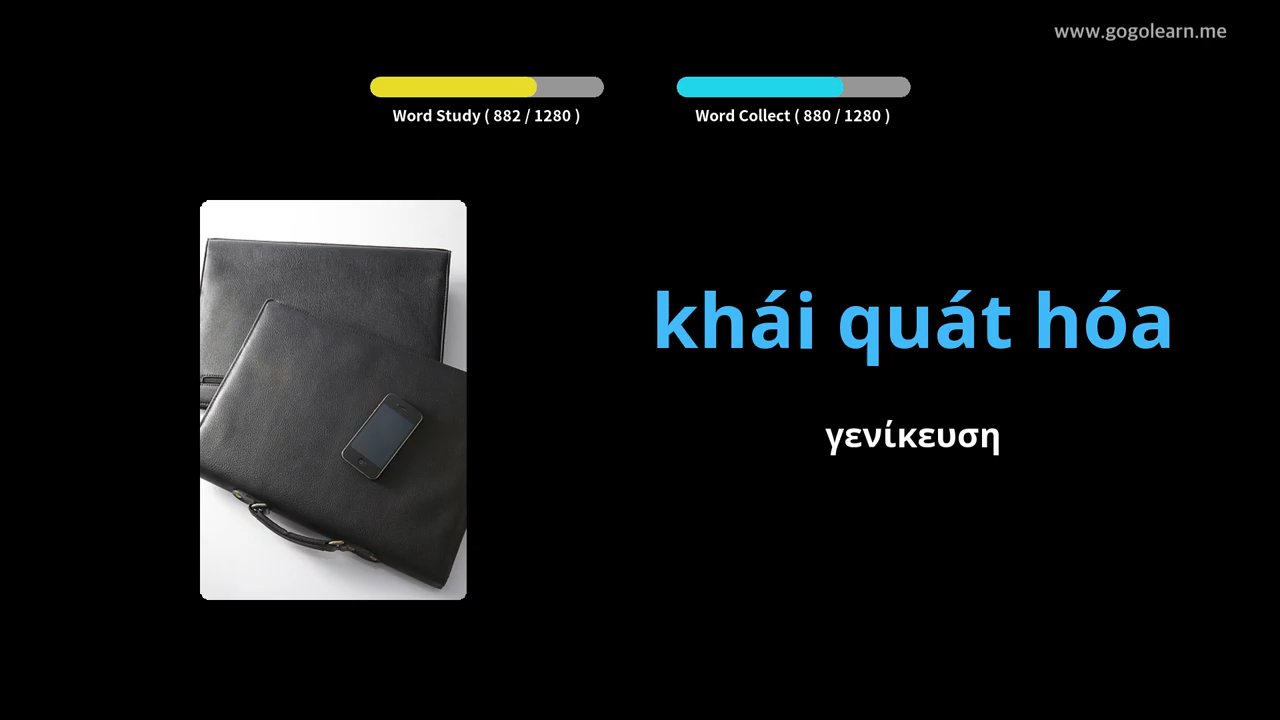 www.gogolearn.me
Word Study ( 882 / 1280 )
Word Collect ( 880 / 1280 )
khái quát hóa
γενίκευση